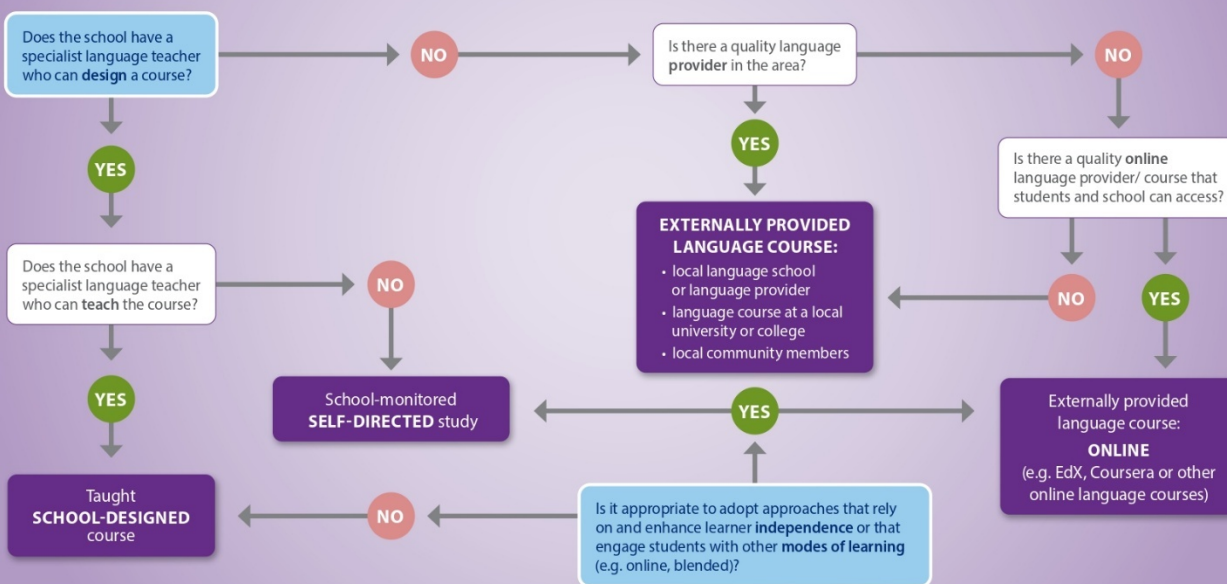 Does the school have a
specialist language teacher
who can design a course?
NO
Is there a quality language
provider in the area?
NO
YES
YES
Is there a quality online
language provider/ course that
students and school can access?
Does the school have a
specialist language teacher
who can teach the course?
NO
EXTERNALLY PROVIDED
LANGUAGE COURSE:
• local language school
or language provider
• language course at a local
university or college
• local community members
NO
YES
YES
School-monitored
SELF-DIRECTED study
YES
Externally provided
language course:
ONLINE
(e.g. EdX, Coursera or other
online language courses)
Taught
SCHOOL-DESIGNED
course
NO
Is it appropriate to adopt approaches that rely
on and enhance learner independence or that
engage students with other modes of learning
(e.g. online, blended)?